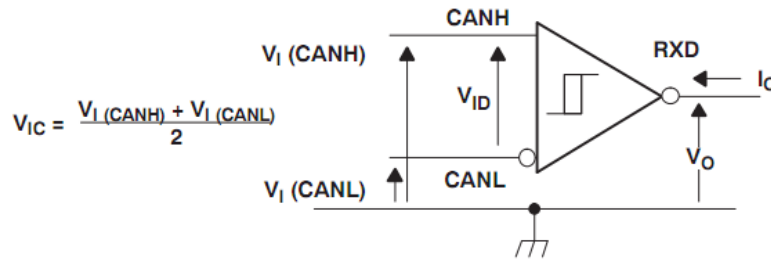 CANH
RXD
VI (CANH)
IO
VID
VIC = VI (CANH) + VI (CANL)
2
VO
CANL
VI (CANL)